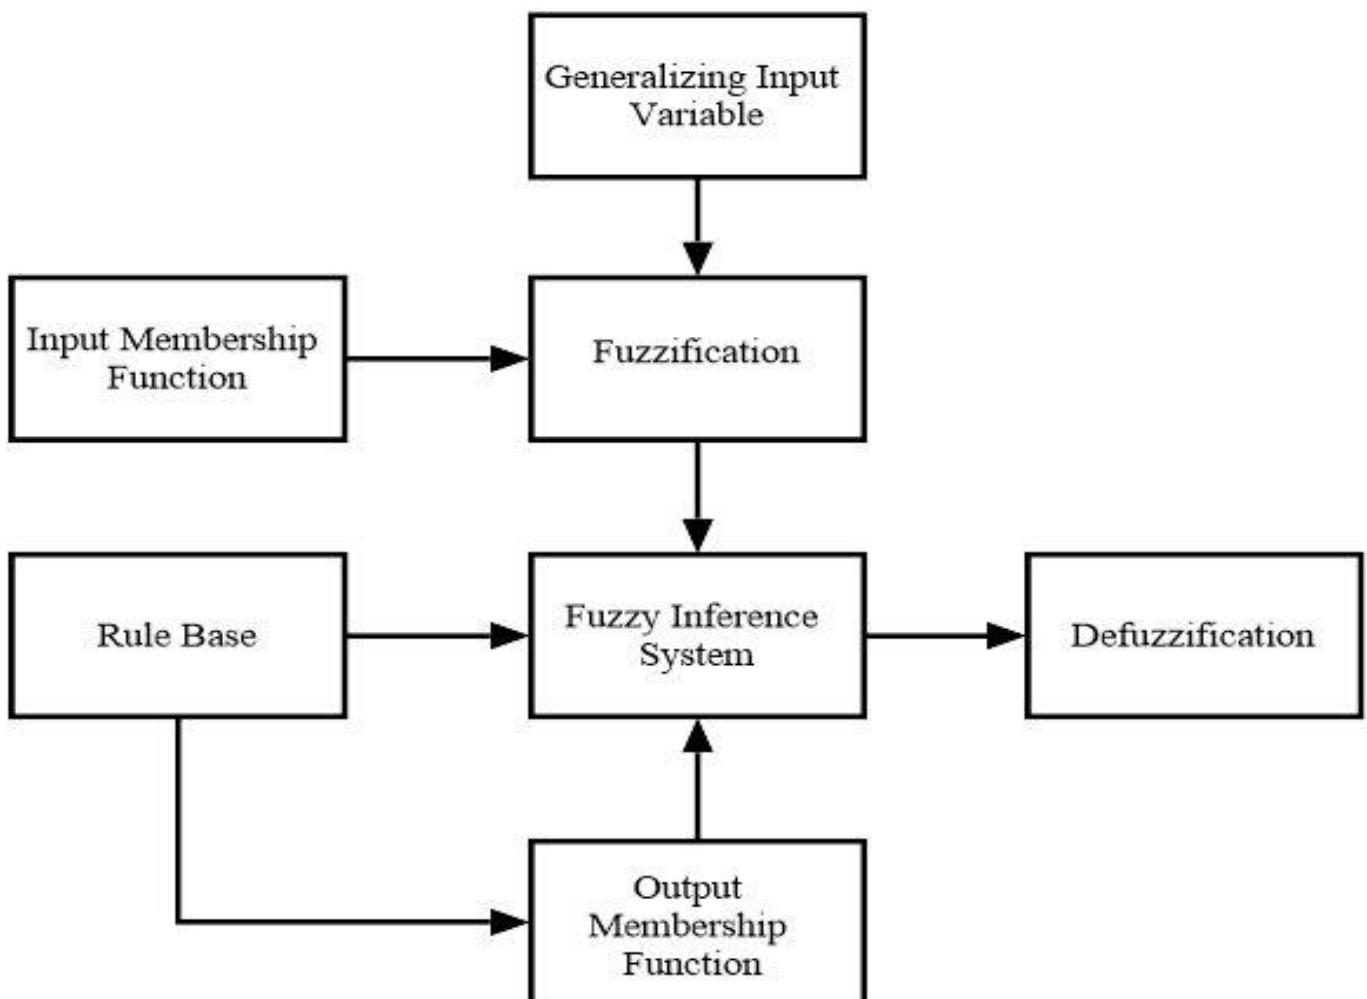 Generalizing Input
Variable
Input Membership
Function
Fuzzification
Rule Base
Fuzzy Inference
System
Defuzzification
Output
Membership
Function